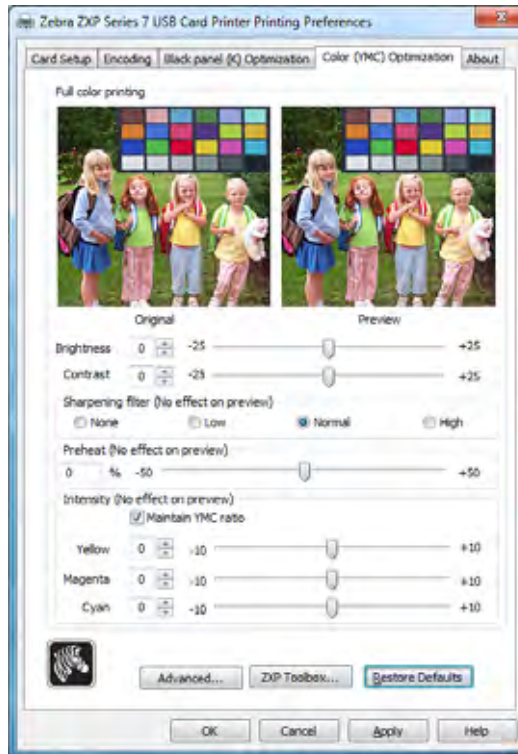 Zebra ZXP Series 7 USB Card Printer Printing Preferences
Card Setup Encoding Black panel (K) Optimization Color (YMC) Optimization About
Full color printing
Original Preview
Brightness 0 -25 +25
Contrast 0 -25 +25
Sharpening filter (No effect on preview)
None Low Normal High
Preheat (No effect on preview)
0 % -50 +50
Intensity (No effect on preview)
Maintain YMC ratio
Yellow 0 -10 +10
Magenta 0 -10 +10
Cyan 0 -10 +10
Advanced... ZXP Toolbox... Restore Defaults
OK Cancel Apply Help